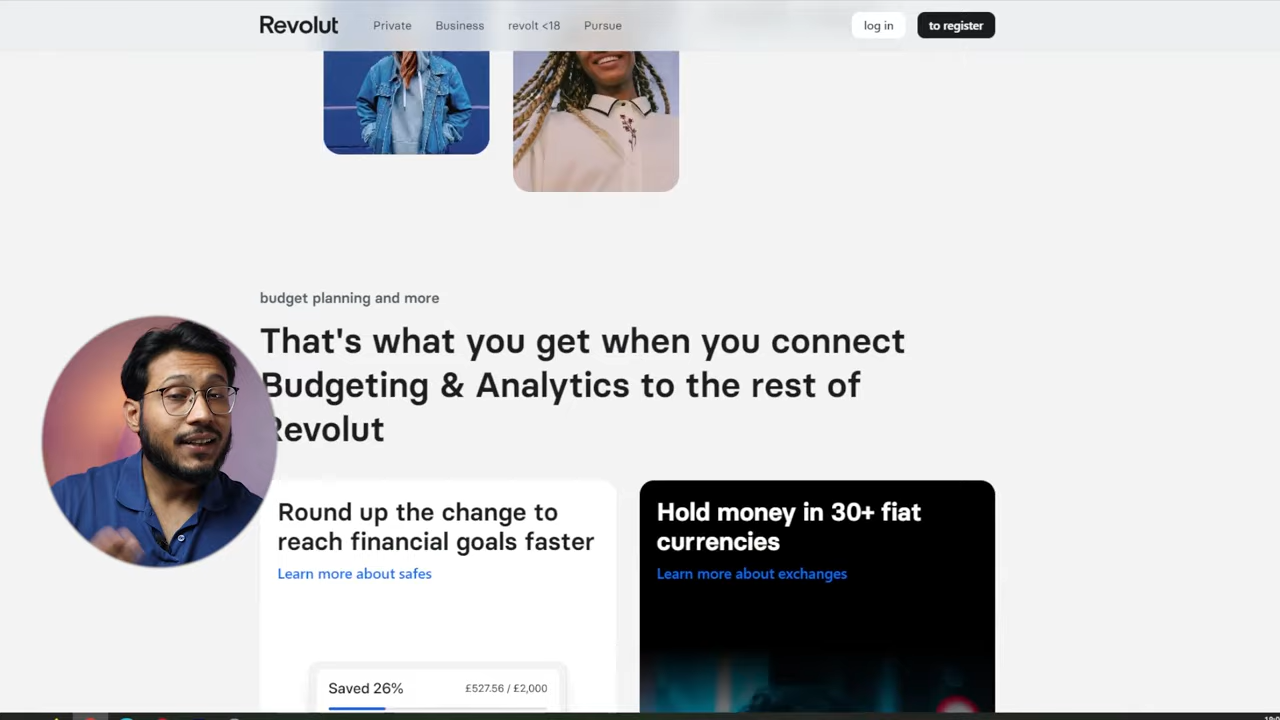 Revolut
Private
Business
revolt <18
Pursue
log in
to register
budget planning and more
That's what you get when you connect
Budgeting & Analytics to the rest of
Revolut
Round up the change to
reach financial goals faster
Learn more about safes
Hold money in 30+ fiat
currencies
Learn more about exchanges
Saved 26%
£527.56 / £2,000